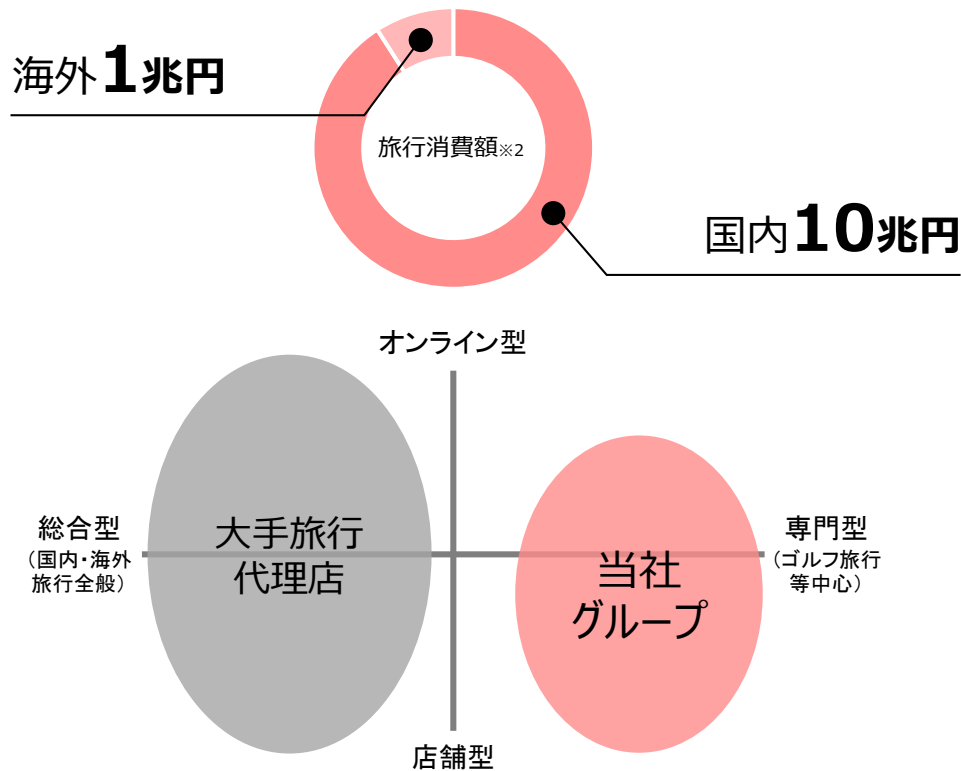 海外1兆円
旅行消費額※2
国内10兆円
オンライン型
総合型
(国内・海外
旅行全般)
大手旅行
代理店
当社
グループ
専門型
(ゴルフ旅行
等中心)
店舗型